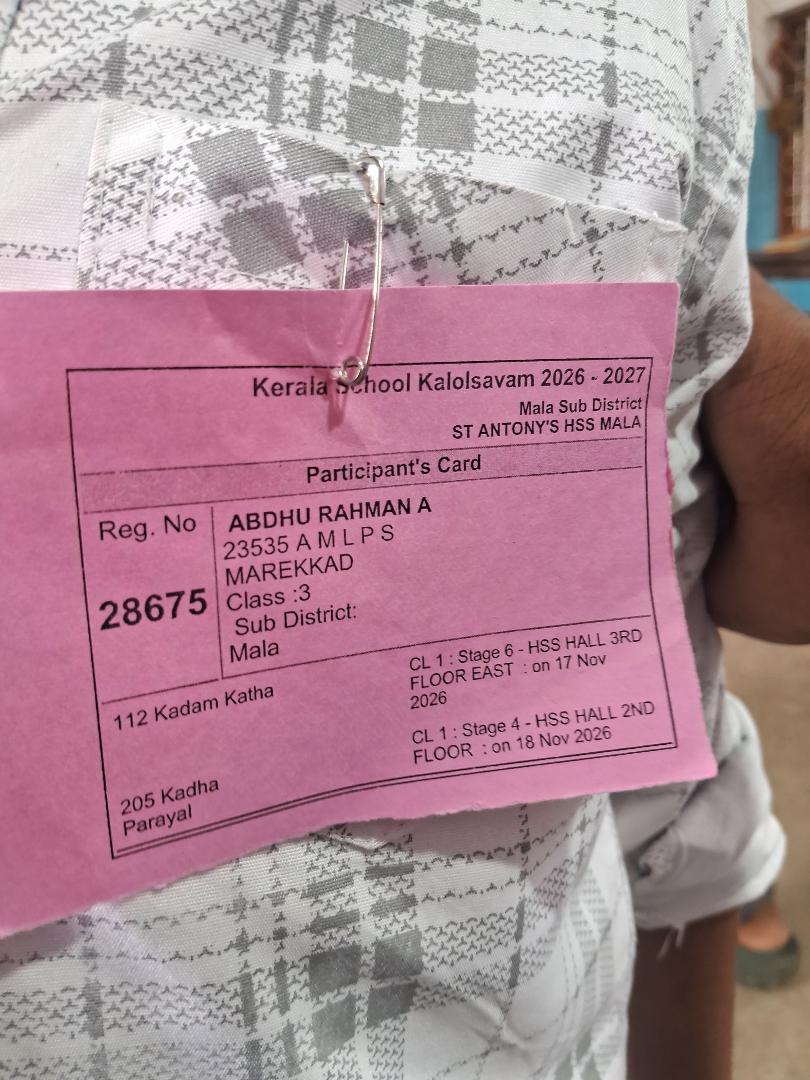 Kerala School Kalolsavam 2026 - 2027
Mala Sub District
ST ANTONY'S HSS MALA
Participant's Card
Reg. No
28675
ABDHU RAHMAN A
23535 A M L P S
MAREKKAD
Class :3
Sub District:
Mala
112 Kadam Katha
CL 1 : Stage 6 - HSS HALL 3RD
FLOOR EAST : on 17 Nov
2026
205 Kadha
Parayal
CL 1 : Stage 4 - HSS HALL 2ND
FLOOR : on 18 Nov 2026